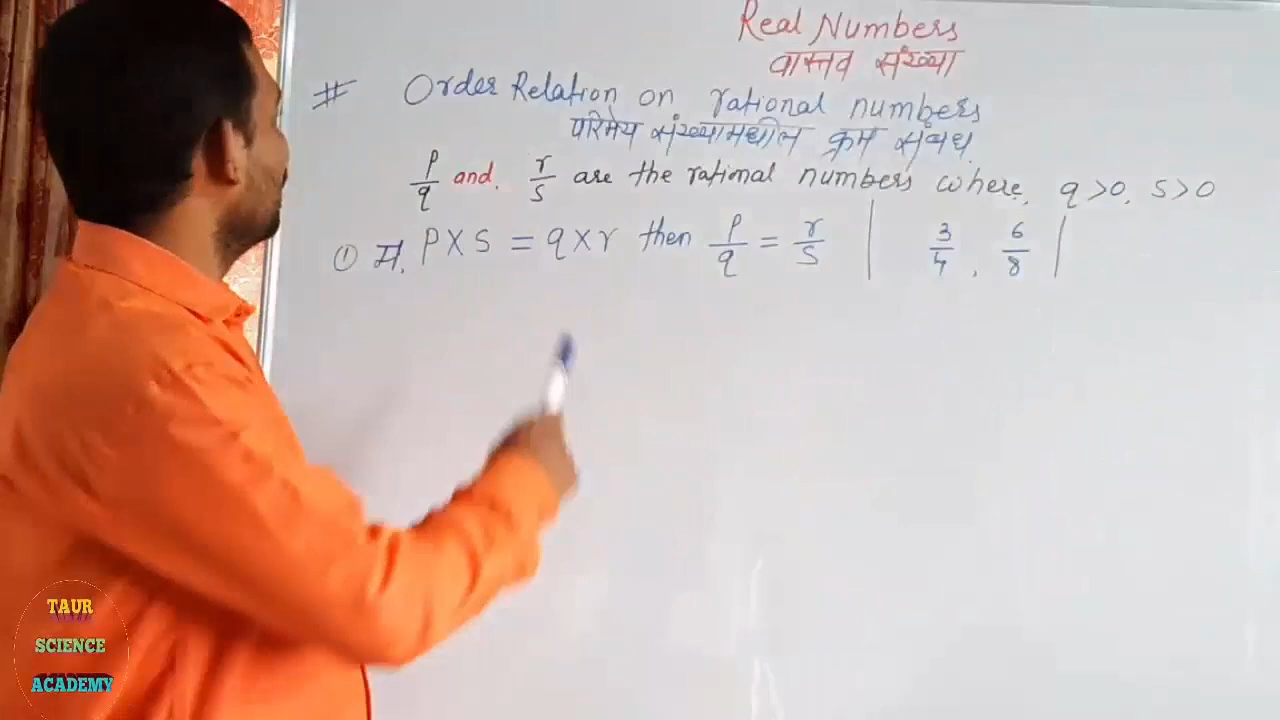 Real Numbers
वास्तव संख्या
# Order Relation on rational numbers
परिमेय संख्यामधील क्रम संबंध.
p/q and. r/s are the rational numbers where, q>0, s>0
① P×S = q×r then p/q = r/s | 3/4 , 6/8 |
TAUR
SCIENCE
ACADEMY